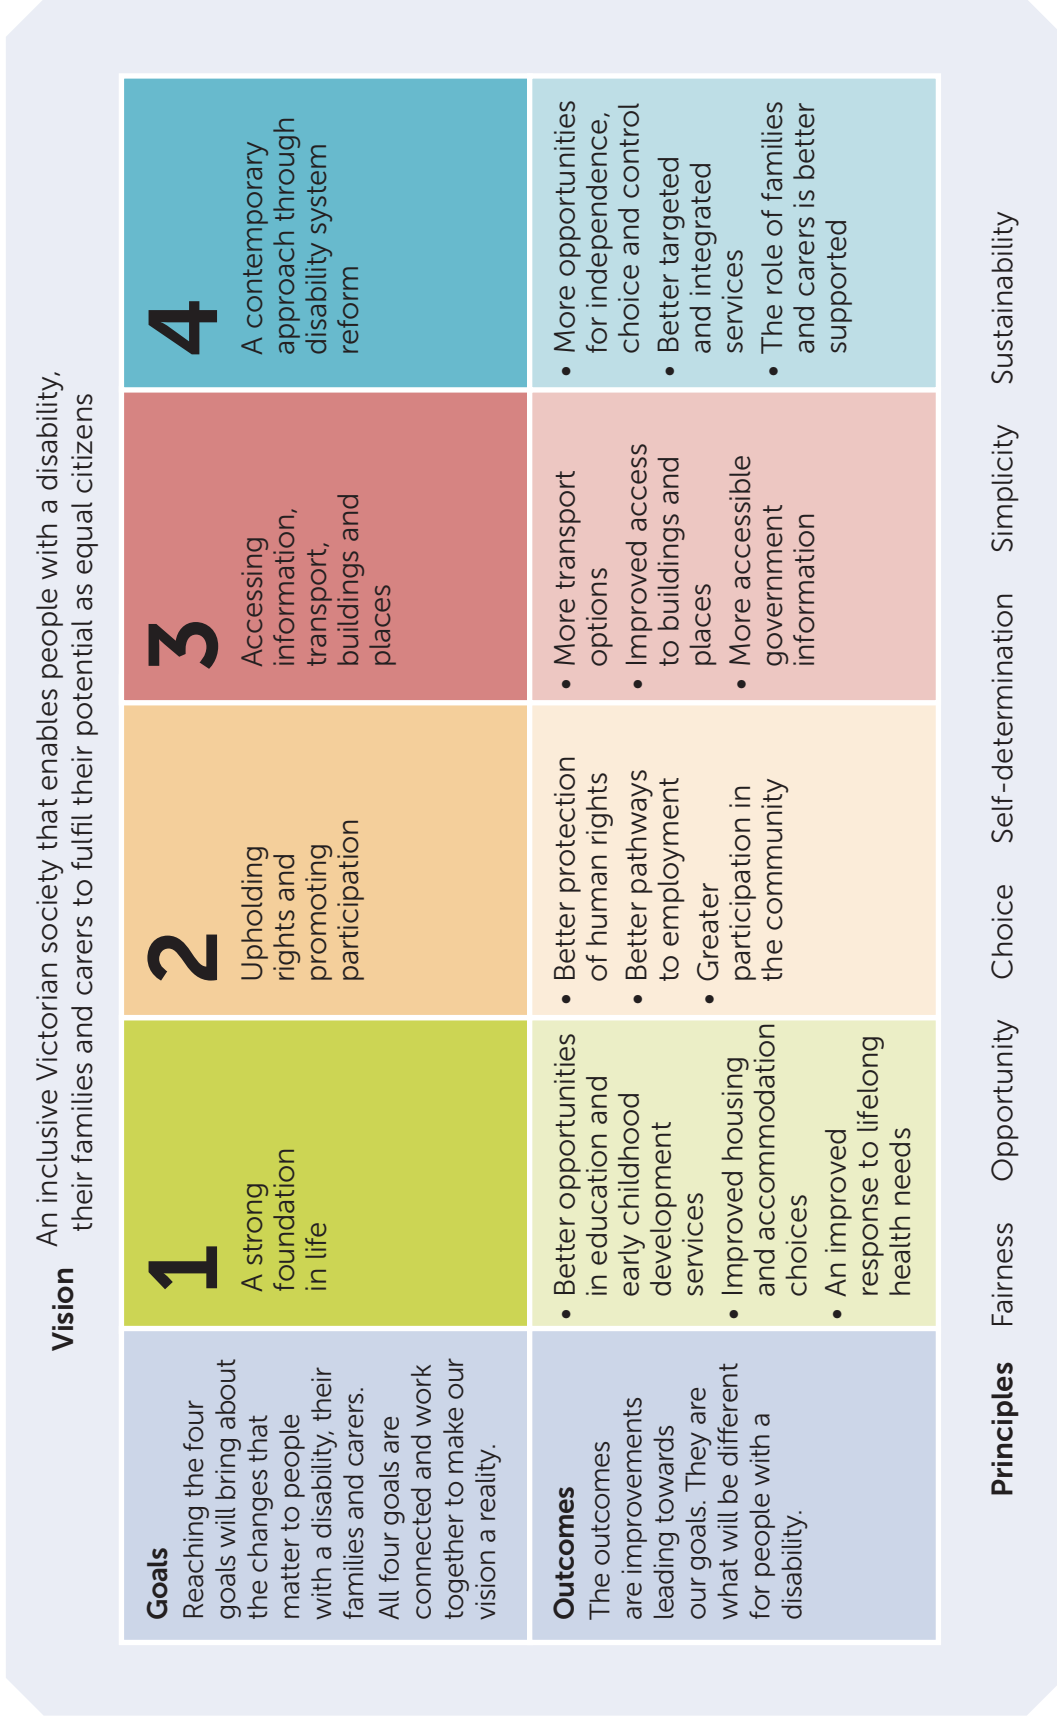 Vision An inclusive Victorian society that enables people with a disability,
their families and carers to fulfil their potential as equal citizens
Goals
Reaching the four
goals will bring about
the changes that
matter to people
with a disability, their
families and carers.
All four goals are
connected and work
together to make our
vision a reality.
1
A strong
foundation
in life
2
Upholding
rights and
promoting
participation
3
Accessing
information,
transport,
buildings and
places
4
A contemporary
approach through
disability system
reform
Outcomes
The outcomes
are improvements
leading towards
our goals. They are
what will be different
for people with a
disability.
• Better opportunities
in education and
early childhood
development
services
• Improved housing
and accommodation
choices
• An improved
response to lifelong
health needs
• Better protection
of human rights
• Better pathways
to employment
• Greater
participation in
the community
• More transport
options
• Improved access
to buildings and
places
• More accessible
government
information
• More opportunities
for independence,
choice and control
• Better targeted
and integrated
services
• The role of families
and carers is better
supported
Principles Fairness Opportunity Choice Self-determination Simplicity Sustainability